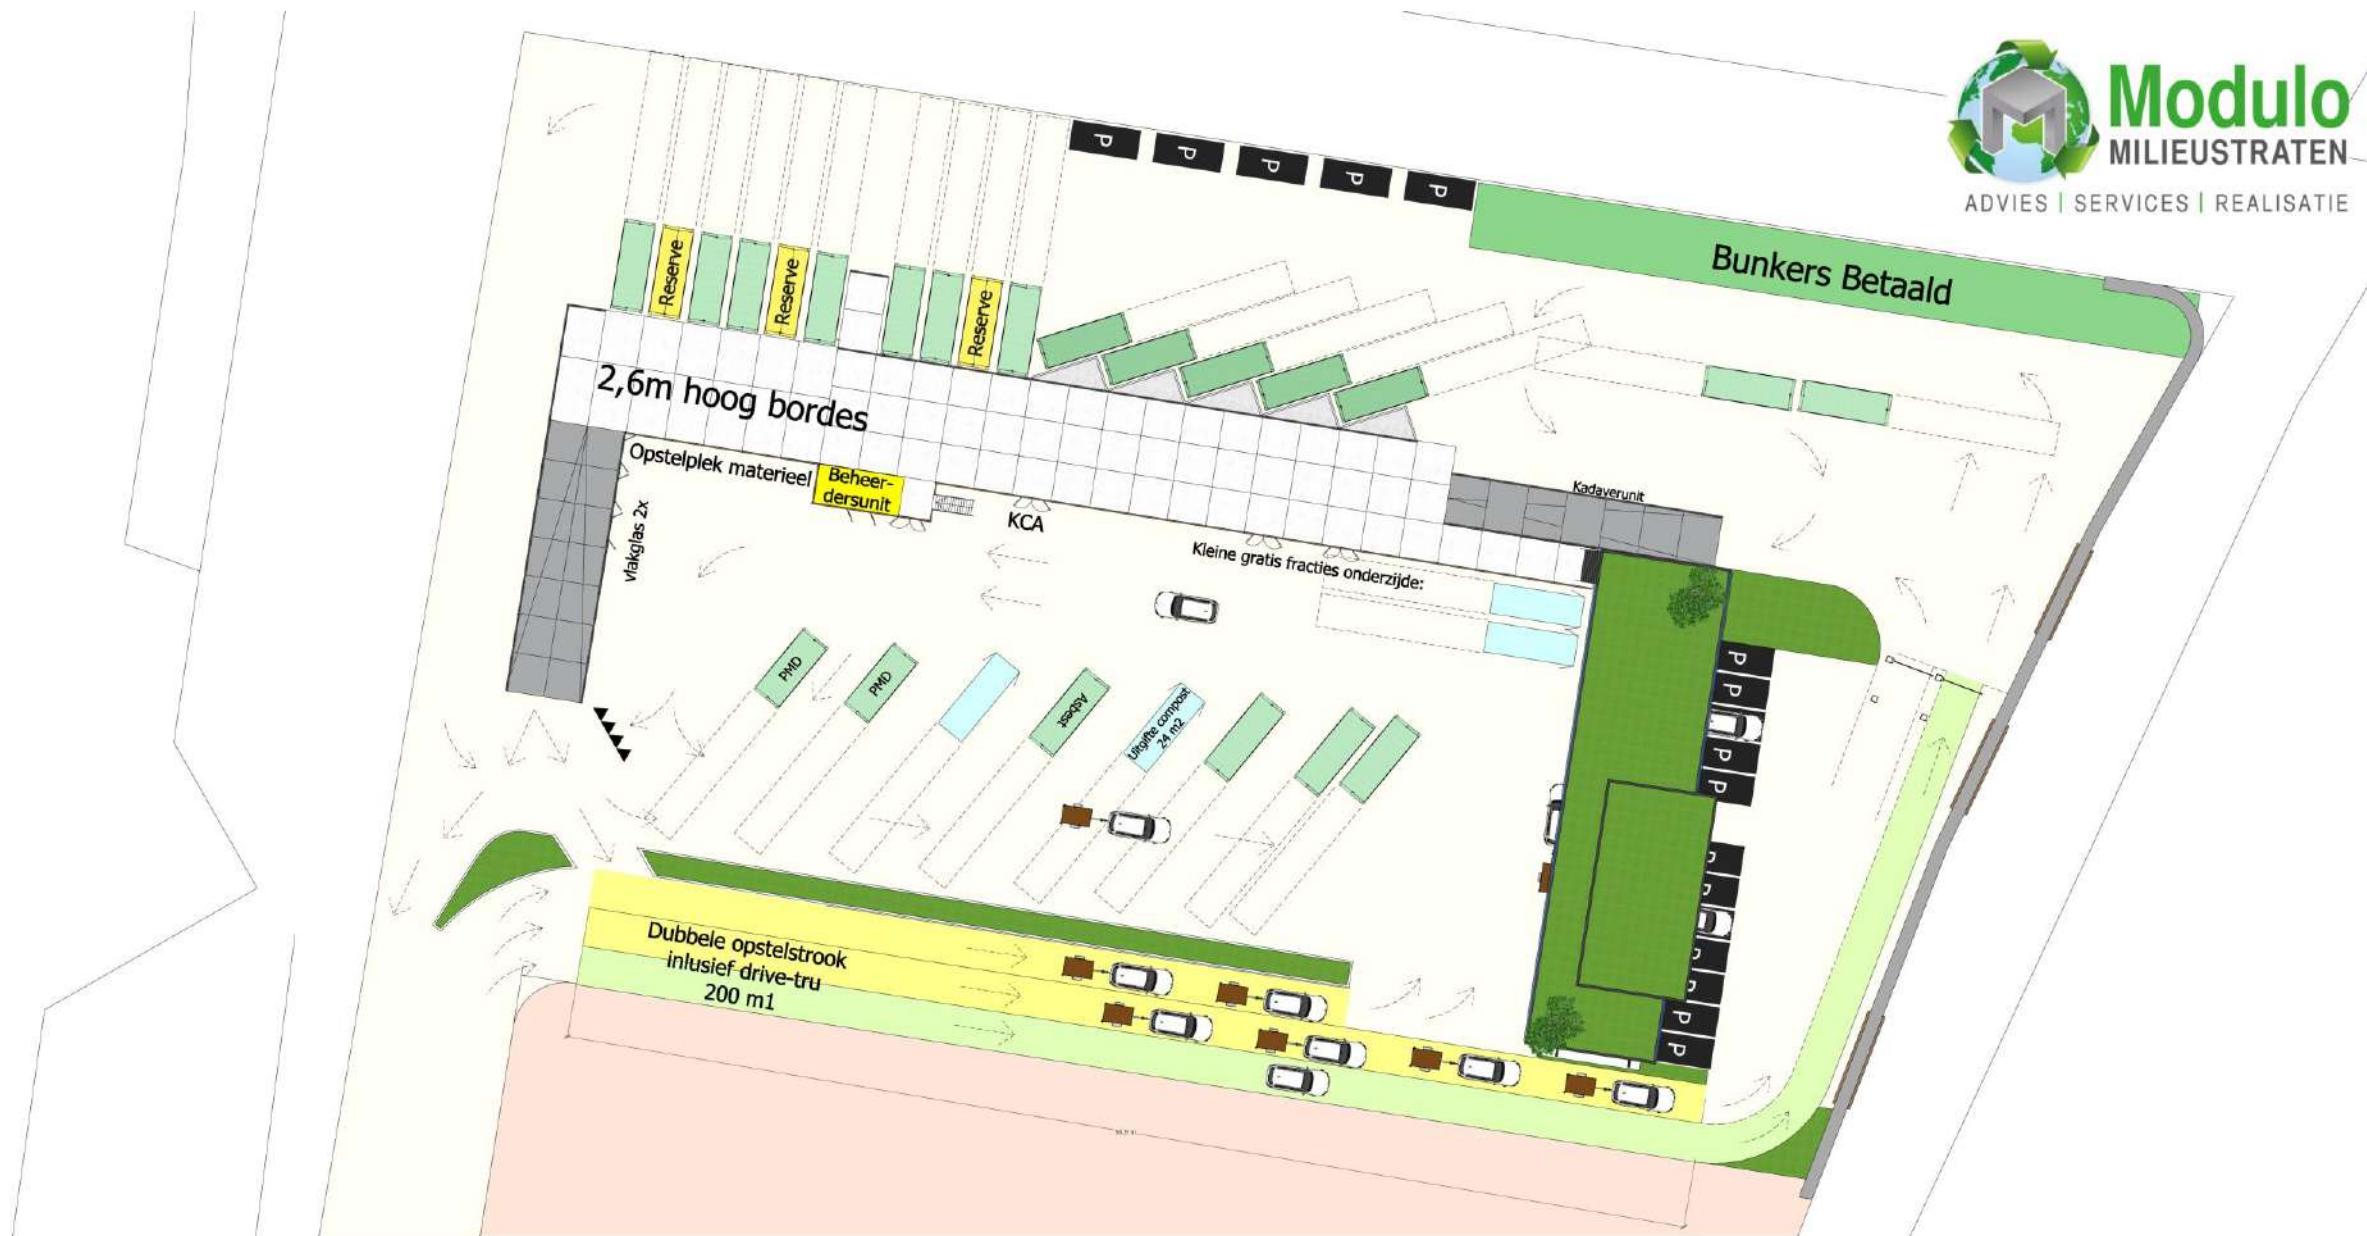 Modulo
MILIEUSTRATEN
ADVIES | SERVICES | REALISATIE
P
P
P
P
P
Bunkers Betaald
Reserve
Reserve
Reserve
2,6m hoog bordes
Opstelplek materieel
Beheer-
dersunit
vlakglas 2x
KCA
Kadaverunit
Kleine gratis fracties onderzijde:
PMD
PMD
Asbest
Uitgifte compost
24 m2
P
P
P
P
P
P
P
P
P
P
Dubbele opstelstrook
inlusief drive-tru
200 m1